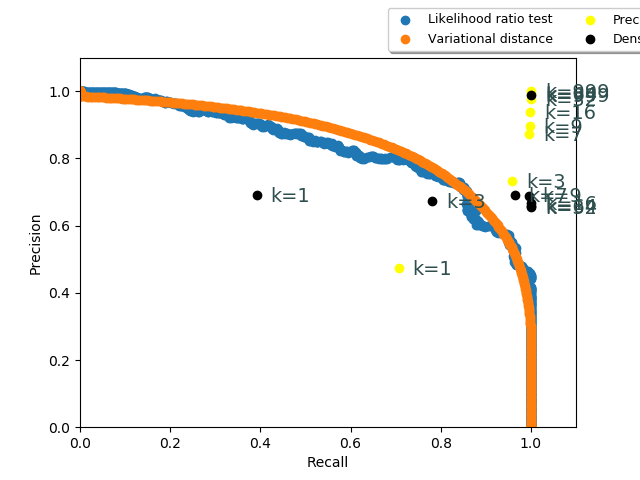 Likelihood ratio test
Variational distance
Prec
Dens
1.0
0.8
0.6
0.4
0.2
0.0
Precision
0.0
0.2
0.4
0.6
0.8
1.0
Recall
k=32
k=16
k=9
k=7
k=3
k=1
k=1
k=3